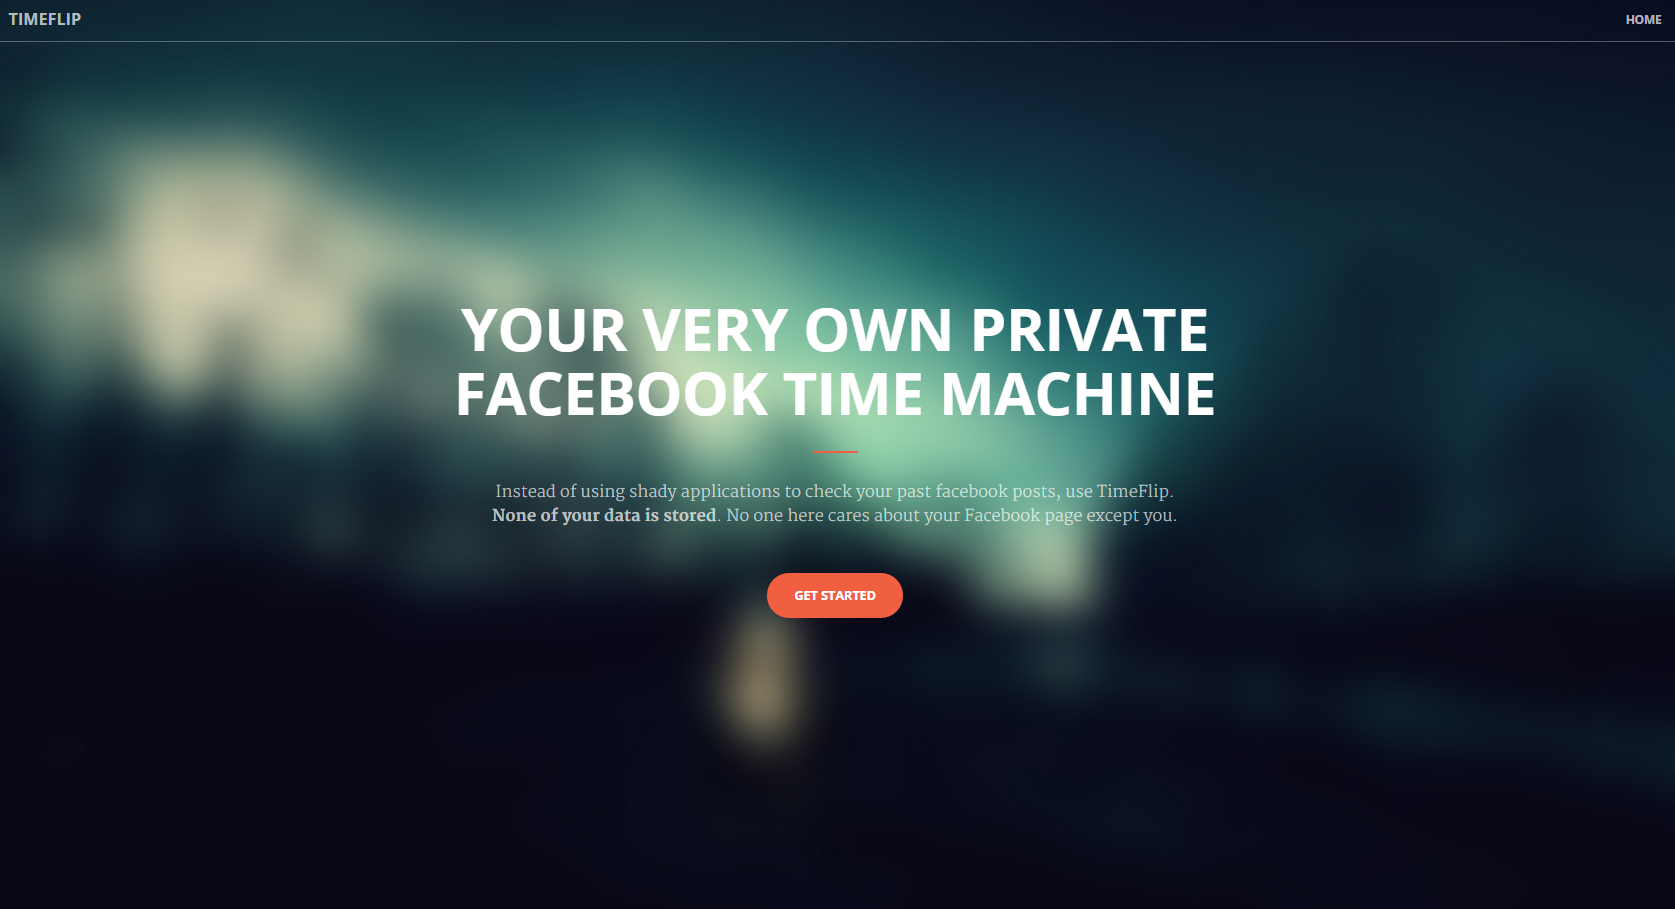 TIMEFLIP
HOME
YOUR VERY OWN PRIVATE
FACEBOOK TIME MACHINE
Instead of using shady applications to check your past facebook posts, use TimeFlip.
None of your data is stored. No one here cares about your Facebook page except you.
GET STARTED